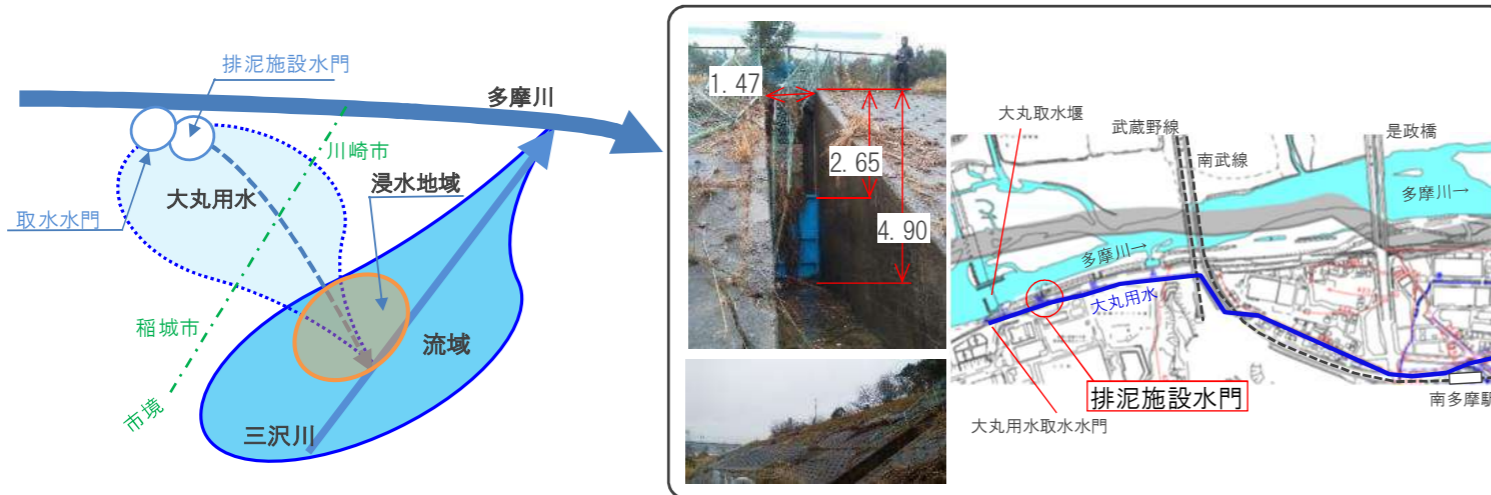 排泥施設水門
多摩川
川崎市
浸水地域
大丸用水
取水水門
稲城市
流域
市境
三沢川
1.47
2.65
4.90
大丸取水堰
武蔵野線
是政橋
南武線
多摩川→
多摩川→
大丸用水
排泥施設水門
大丸用水取水水門
南多摩駅